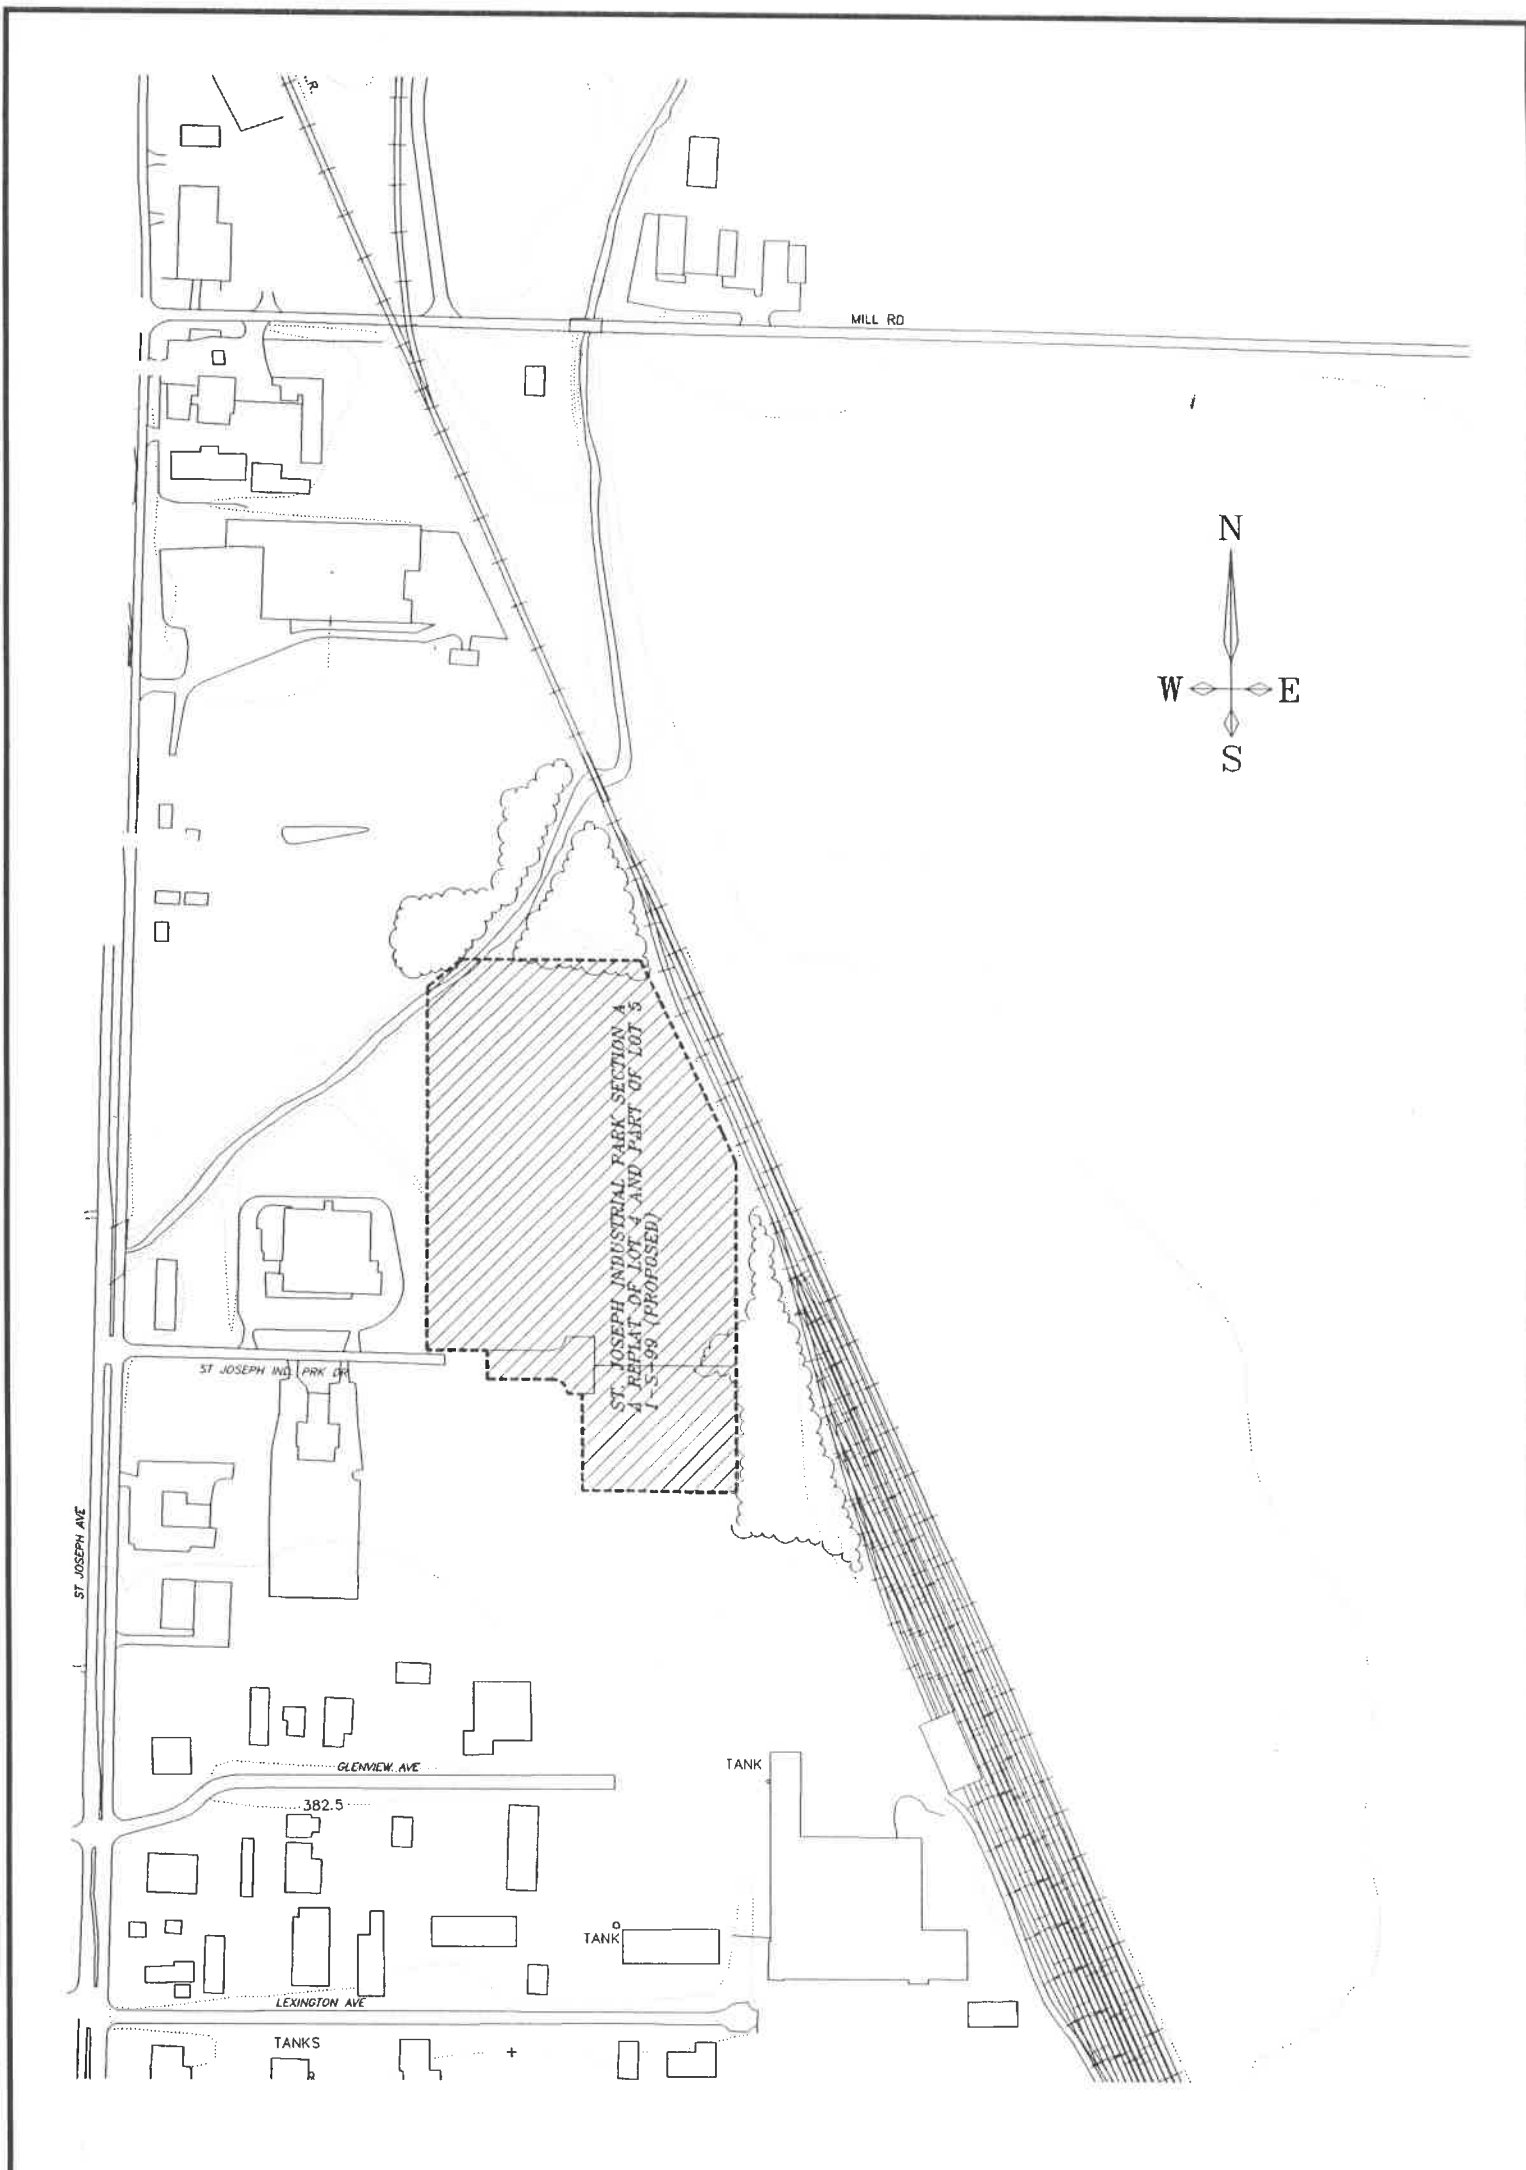 R.
MILL RD
N
W E
S
ST. JOSEPH INDUSTRIAL PARK SECTION A
A REPLAT OF LOT 4 AND PART OF LOT 5
1-S-99 (PROPOSED)
ST JOSEPH IND PRK DR
ST JOSEPH AVE
GLENVIEW AVE
TANK
382.5
TANK
LEXINGTON AVE
TANKS